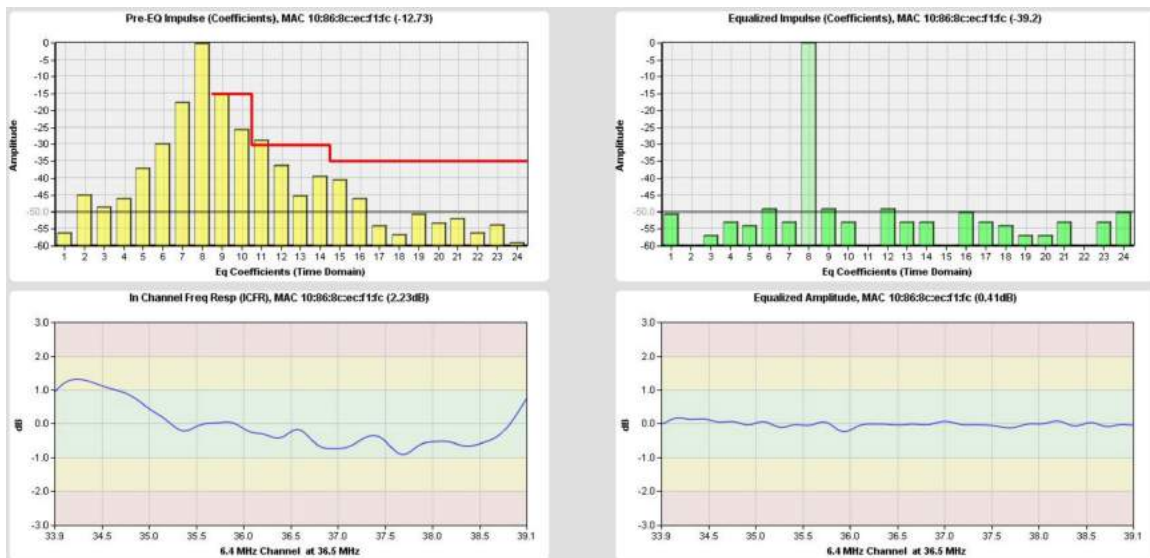 Pre-EQ Impulse (Coefficients), MAC 10:86:8c:ec:f1:fc (-12.73)
0
-5
-10
-15
-20
-25
-30
-35
-40
-45
-50.0
-55
-60
Amplitude
1 2 3 4 5 6 7 8 9 10 11 12 13 14 15 16 17 18 19 20 21 22 23 24
Eq Coefficients (Time Domain)
Equalized Impulse (Coefficients), MAC 10:86:8c:ec:f1:fc (-39.2)
0
-5
-10
-15
-20
-25
-30
-35
-40
-45
-50.0
-55
-60
Amplitude
1 2 3 4 5 6 7 8 9 10 11 12 13 14 15 16 17 18 19 20 21 22 23 24
Eq Coefficients (Time Domain)
In Channel Freq Resp (ICFR), MAC 10:86:8c:ec:f1:fc (2.23dB)
3.0
2.0
1.0
0.0
-1.0
-2.0
-3.0
dB
33.9 34.5 35.0 35.5 36.0 36.5 37.0 37.5 38.0 38.5 39.1
6.4 MHz Channel at 36.5 MHz
Equalized Amplitude, MAC 10:86:8c:ec:f1:fc (0.41dB)
3.0
2.0
1.0
0.0
-1.0
-2.0
-3.0
dB
33.9 34.5 35.0 35.5 36.0 36.5 37.0 37.5 38.0 38.5 39.1
6.4 MHz Channel at 36.5 MHz